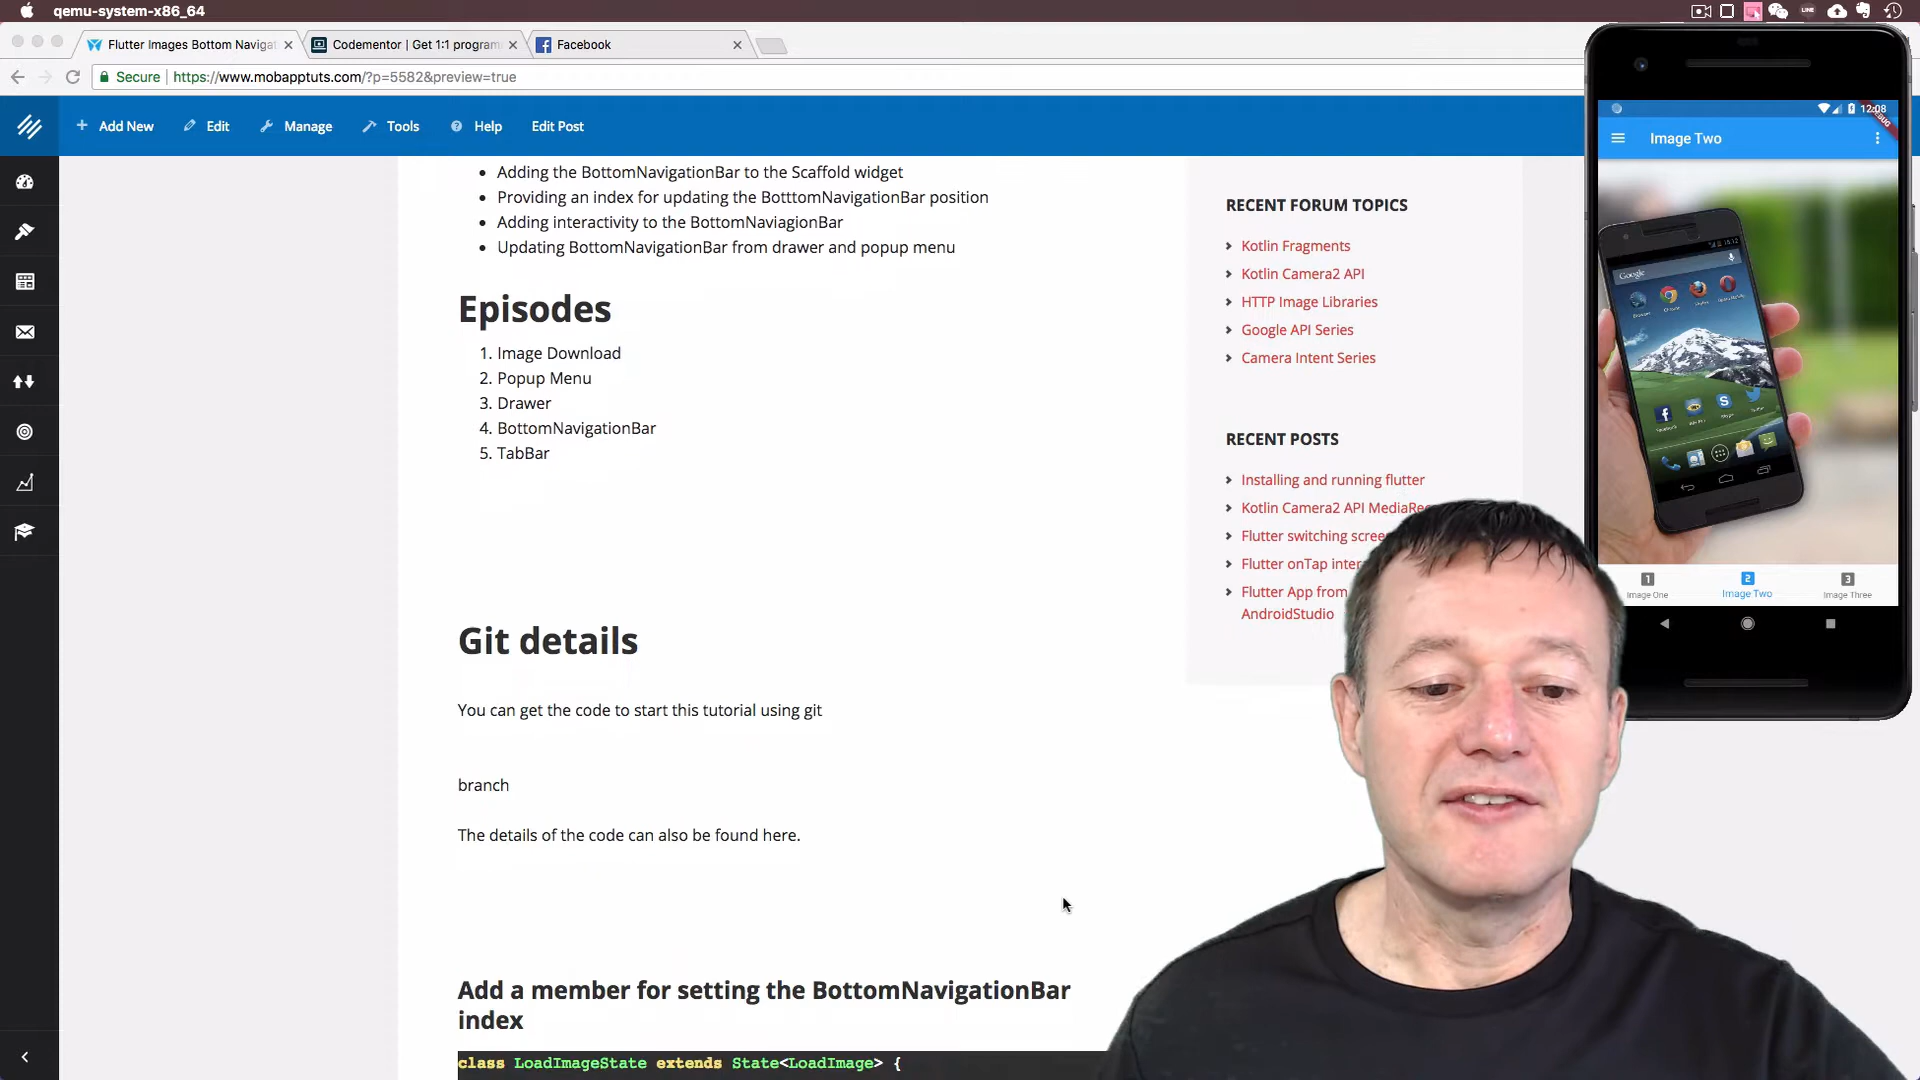 qemu-system-x86_64
Flutter Images Bottom Navigat
Codementor | Get 1:1 program
Facebook
Secure
https://www.mobapptuts.com/?p=5582&preview=true
Add New
Edit
Manage
Tools
Help
Edit Post
Adding the BottomNavigationBar to the Scaffold widget
Providing an index for updating the BotttomNavigationBar position
Adding interactivity to the BottomNaviagionBar
Updating BottomNavigationBar from drawer and popup menu
Episodes
1. Image Download
2. Popup Menu
3. Drawer
4. BottomNavigationBar
5. TabBar
Git details
You can get the code to start this tutorial using git
branch
The details of the code can also be found here.
Add a member for setting the BottomNavigationBar
index
class LoadImageState extends State<LoadImage> {
RECENT FORUM TOPICS
Kotlin Fragments
Kotlin Camera2 API
HTTP Image Libraries
Google API Series
Camera Intent Series
RECENT POSTS
Installing and running flutter
Kotlin Camera2 API MediaRec
Flutter switching scree
Flutter onTap inter
Flutter App from
AndroidStudio
12:08
DEBUG
Image Two
Google
1
Image One
2
Image Two
3
Image Three